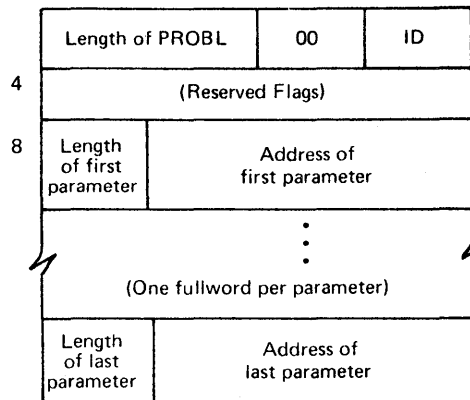 Length of PROBL 00 ID
4 (Reserved Flags)
8 Length of first parameter Address of first parameter
(One fullword per parameter)
Length of last parameter Address of last parameter